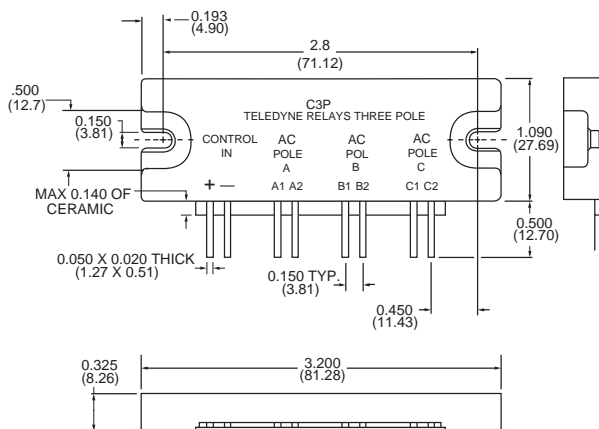 0.193
(4.90)
2.8
(71.12)
.500
(12.7)
0.150
(3.81)
C3P
TELEDYNE RELAYS THREE POLE
CONTROL
IN
AC
POLE
A
AC
POL
B
AC
POLE
C
1.090
(27.69)
+ —
A1 A2
B1 B2
C1 C2
MAX 0.140 OF
CERAMIC
0.500
(12.70)
0.050 X 0.020 THICK
(1.27 X 0.51)
0.150 TYP.
(3.81)
0.450
(11.43)
0.325
(8.26)
3.200
(81.28)